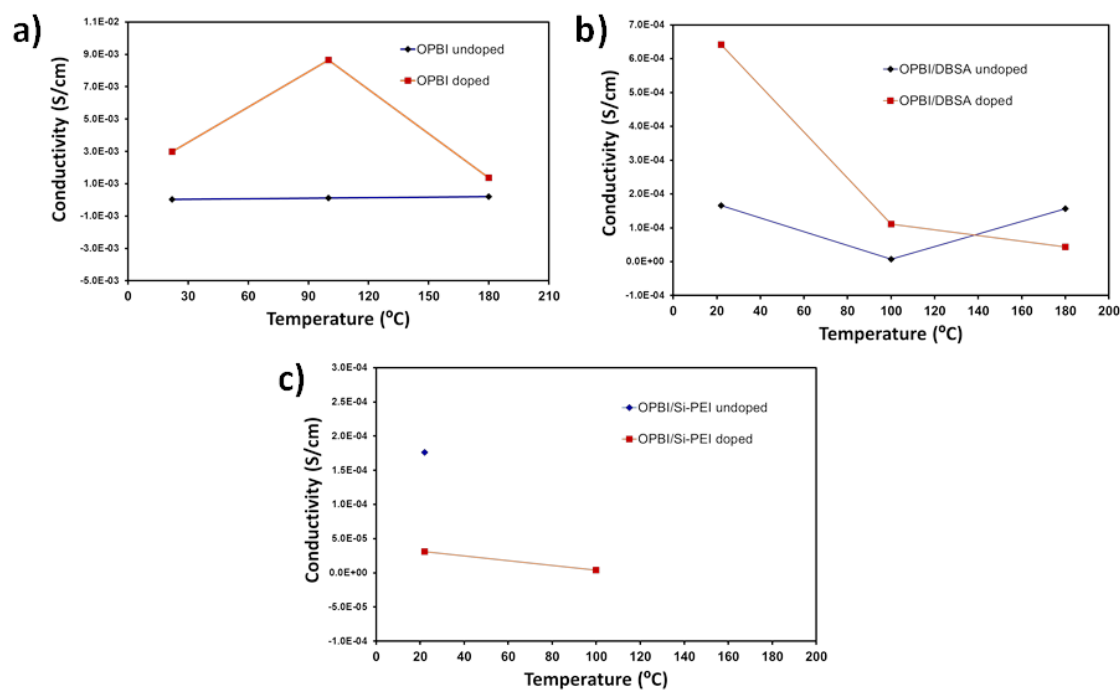 a)
1.1E-02
9.0E-03
7.0E-03
5.0E-03
3.0E-03
1.0E-03
-1.0E-03
-3.0E-03
-5.0E-03
Conductivity (S/cm)
OPBI undoped
OPBI doped
0 30 60 90 120 150 180 210
Temperature (ºC)
b)
7.0E-04
6.0E-04
5.0E-04
4.0E-04
3.0E-04
2.0E-04
1.0E-04
0.0E+00
-1.0E-04
Conductivity (S/cm)
OPBI/DBSA undoped
OPBI/DBSA doped
0 20 40 60 80 100 120 140 160 180 200
Temperature (ºC)
c)
3.0E-04
2.5E-04
2.0E-04
1.5E-04
1.0E-04
5.0E-05
0.0E+00
-5.0E-05
-1.0E-04
Conductivity (S/cm)
OPBI/Si-PEI undoped
OPBI/Si-PEI doped
0 20 40 60 80 100 120 140 160 180 200
Temperature (ºC)